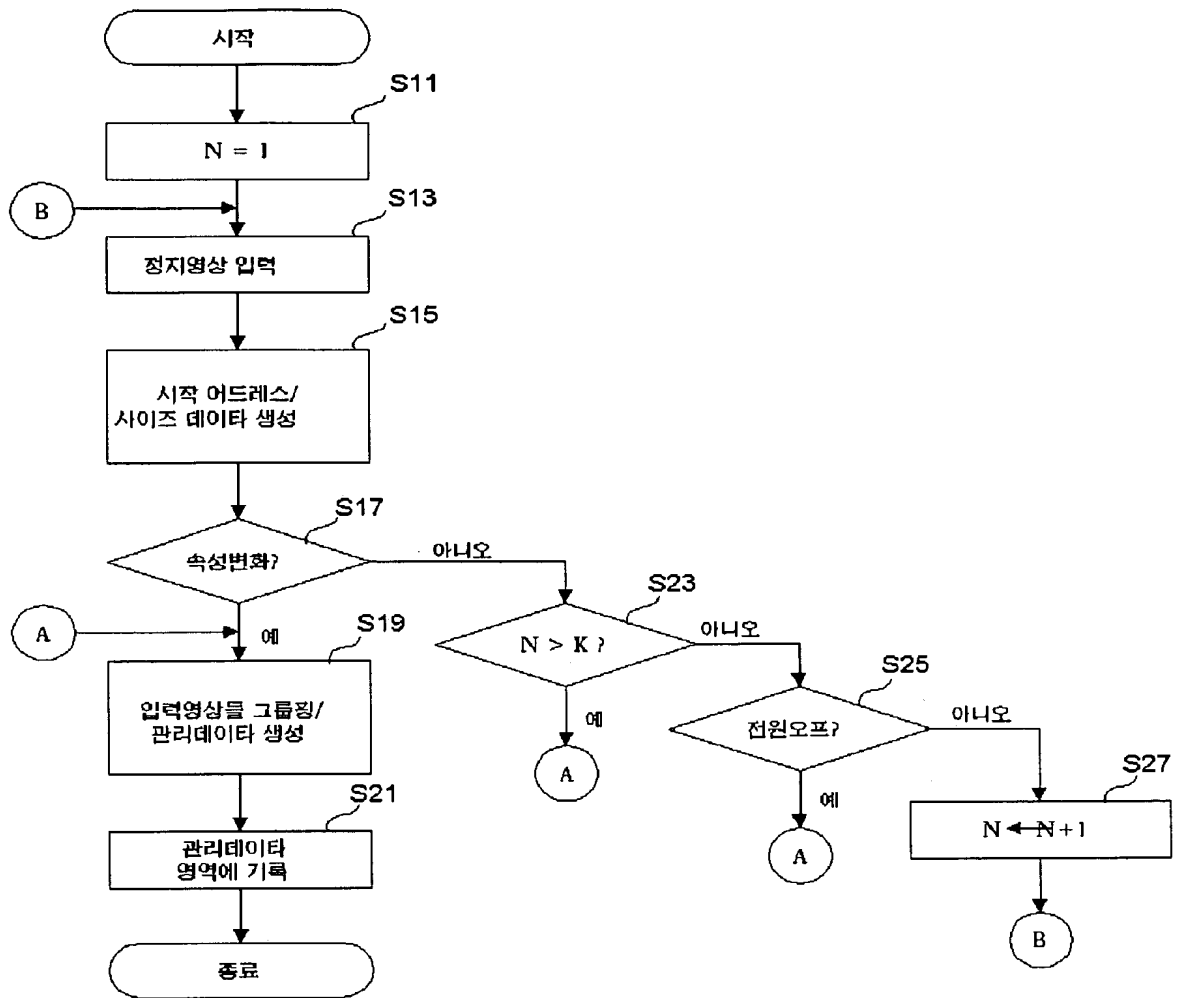 시작
S11
N = 1
B
S13
정지영상 입력
S15
시작 어드레스/
사이즈 데이타 생성
S17
속성변화?
아니오
S23
N > K ?
아니오
A
예
S19
S25
입력영상들 그룹핑/
관리데이타 생성
예
전원오프?
아니오
A
S27
S21
예
N ← N+1
관리데이타
영역에 기록
A
B
종료